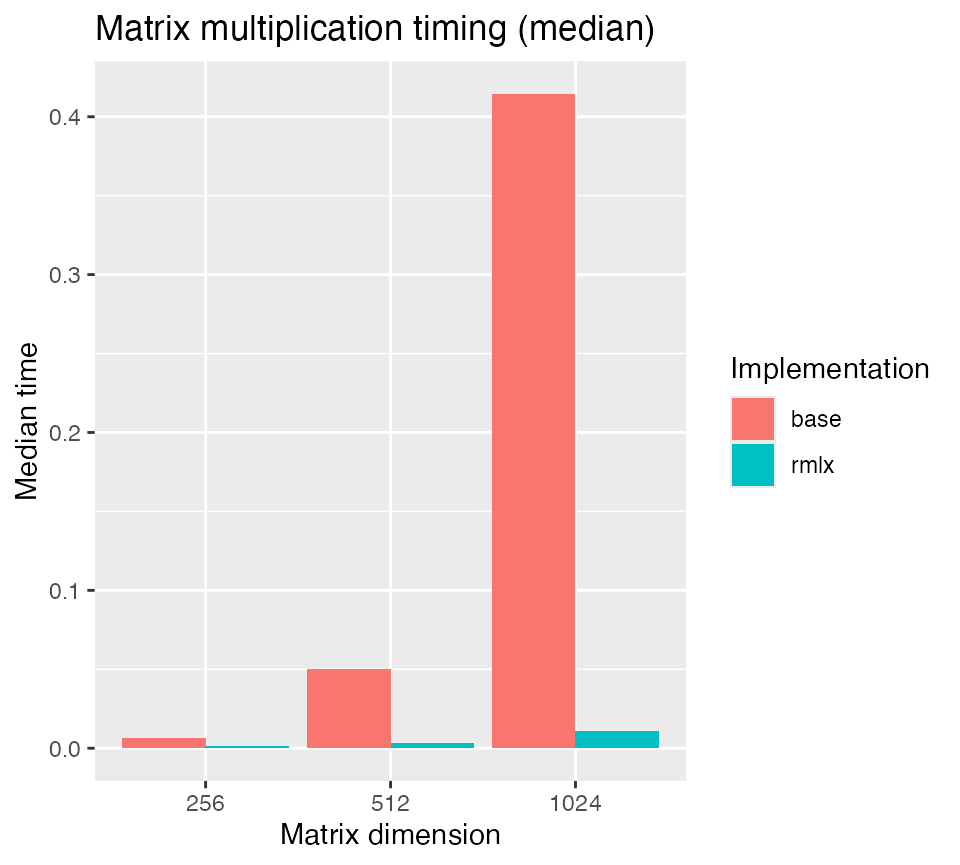 Matrix multiplication timing (median)
0.4
0.3
0.2
0.1
0.0
Median time
256
512
1024
Matrix dimension
Implementation
base
rmlx